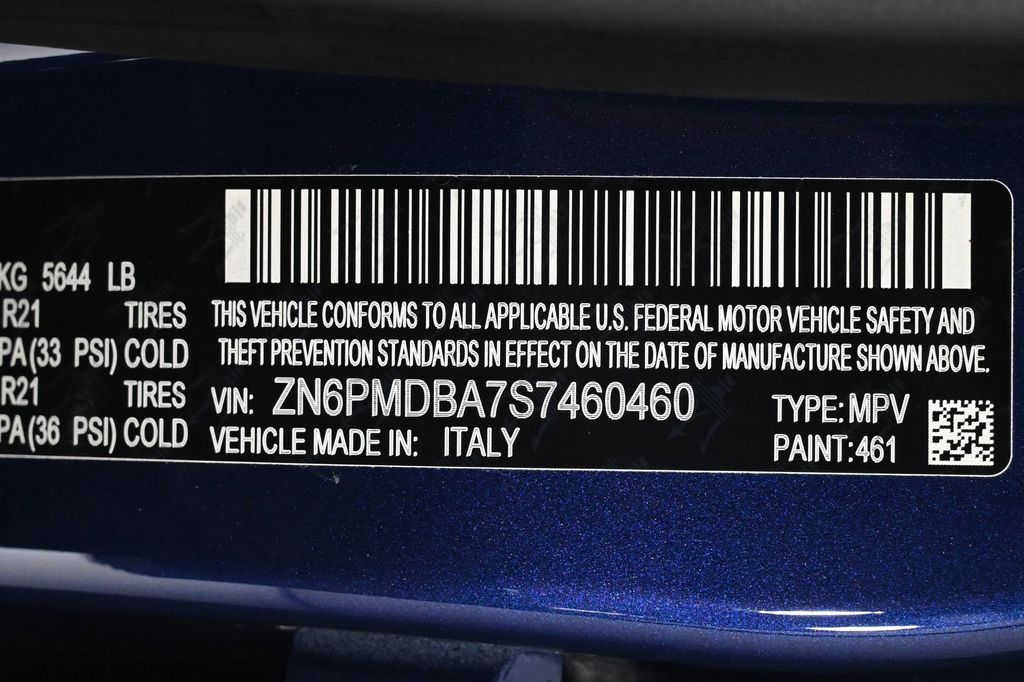 KG 5644 LB
R21 TIRES
PA(33 PSI) COLD
R21 TIRES
PA(36 PSI) COLD
THIS VEHICLE CONFORMS TO ALL APPLICABLE U.S. FEDERAL MOTOR VEHICLE SAFETY AND
THEFT PREVENTION STANDARDS IN EFFECT ON THE DATE OF MANUFACTURE SHOWN ABOVE.
VIN: ZN6PMDBA7S7460460
VEHICLE MADE IN: ITALY
TYPE: MPV
PAINT: 461